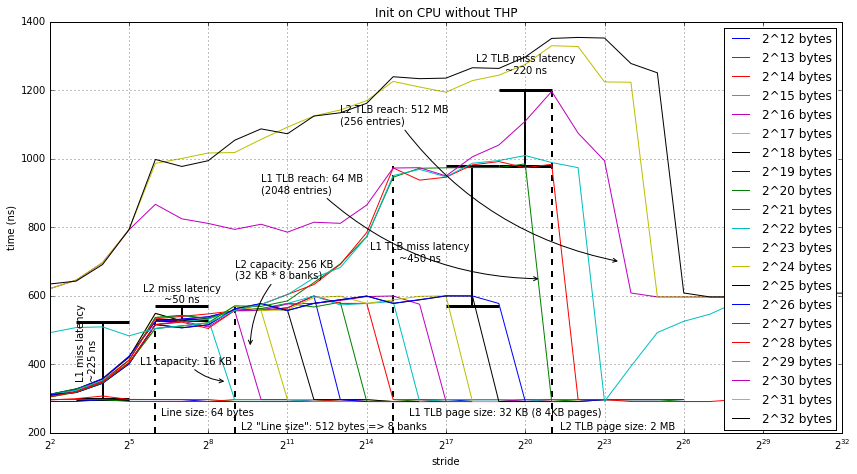 Init on CPU without THP
1400
1200
1000
800
600
400
200
time (ns)
L2 TLB miss latency
~220 ns
L2 TLB reach: 512 MB
(256 entries)
L1 TLB reach: 64 MB
(2048 entries)
L1 TLB miss latency
~450 ns
L2 capacity: 256 KB
(32 KB * 8 banks)
L2 miss latency
~50 ns
L1 miss latency
~225 ns
L1 capacity: 16 KB
Line size: 64 bytes
L2 "Line size": 512 bytes => 8 banks
L1 TLB page size: 32 KB (8 4KB pages)
L2 TLB page size: 2 MB
2^12 bytes
2^13 bytes
2^14 bytes
2^15 bytes
2^16 bytes
2^17 bytes
2^18 bytes
2^19 bytes
2^20 bytes
2^21 bytes
2^22 bytes
2^23 bytes
2^24 bytes
2^25 bytes
2^26 bytes
2^27 bytes
2^28 bytes
2^29 bytes
2^30 bytes
2^31 bytes
2^32 bytes
2^2 2^5 2^8 2^11 2^14 2^17 2^20 2^23 2^26 2^29 2^32
stride